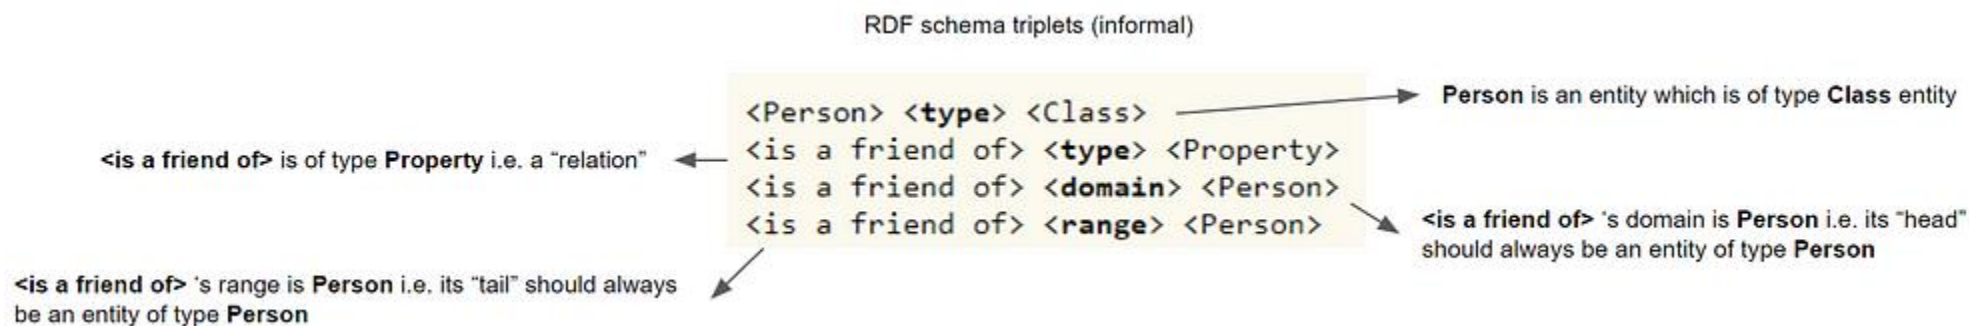 RDF schema triplets (informal)
<Person> <type> <Class>
<is a friend of> <type> <Property>
<is a friend of> <domain> <Person>
<is a friend of> <range> <Person>
Person is an entity which is of type Class entity
<is a friend of> is of type Property i.e. a “relation”
<is a friend of> ‘s domain is Person i.e. its “head”
should always be an entity of type Person
<is a friend of> ‘s range is Person i.e. its “tail” should always
be an entity of type Person